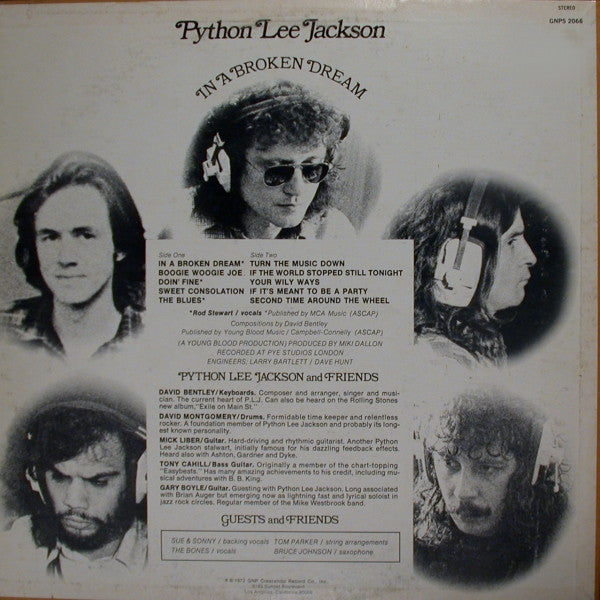 STEREO
GNPS 2066
Python Lee Jackson
IN A BROKEN DREAM
Side One
IN A BROKEN DREAM*
BOOGIE WOOGIE JOE
DOIN' FINE*
SWEET CONSOLATION
THE BLUES*
Side Two
TURN THE MUSIC DOWN
IF THE WORLD STOPPED STILL TONIGHT
YOUR WILY WAYS
IF IT'S MEANT TO BE A PARTY
SECOND TIME AROUND THE WHEEL
*Rod Stewart / vocals *Published by MCA Music (ASCAP)
Compositions by David Bentley
Published by Young Blood Music / Campbell-Connelly (ASCAP)
(A YOUNG BLOOD PRODUCTION) PRODUCED BY MIKI DALLON
RECORDED AT PYE STUDIOS LONDON
ENGINEERS, LARRY BARTLETT / DAVE HUNT
PYTHON LEE JACKSON and FRIENDS
DAVID BENTLEY/Keyboards. Composer and arranger, singer and musi-
cian. The current heart of P.L.J. Can also be heard on the Rolling Stones
new album, "Exile on Main St."
DAVID MONTGOMERY/Drums. Formidable time keeper and relentless
rocker. A foundation member of Python Lee Jackson and probably its long-
est known personality.
MICK LIBER/Guitar. Hard-driving and rhythmic guitarist. Another Python
Lee Jackson stalwart, initially famous for his dazzling feedback effects.
Heard also with Ashton, Gardner and Dyke.
TONY CAHILL/Bass Guitar. Originally a member of the chart-topping
"Easybeats." Has many amazing achievements to his credit, including mu-
sical adventures with B. B. King.
GARY BOYLE/Guitar. Guesting with Python Lee Jackson, Long associated
with Brian Auger but emerging now as lightning fast and lyrical soloist in
jazz rock circles. Regular member of the Mike Westbrook band.
GUESTS and FRIENDS
SUE & SONNY / backing vocals TOM PARKER / string arrangements
THE BONES / vocals BRUCE JOHNSON / saxophone
℗ © 1972 GNP Crescendo Record Co., Inc.
Sunset Boulevard
Los Angeles, California